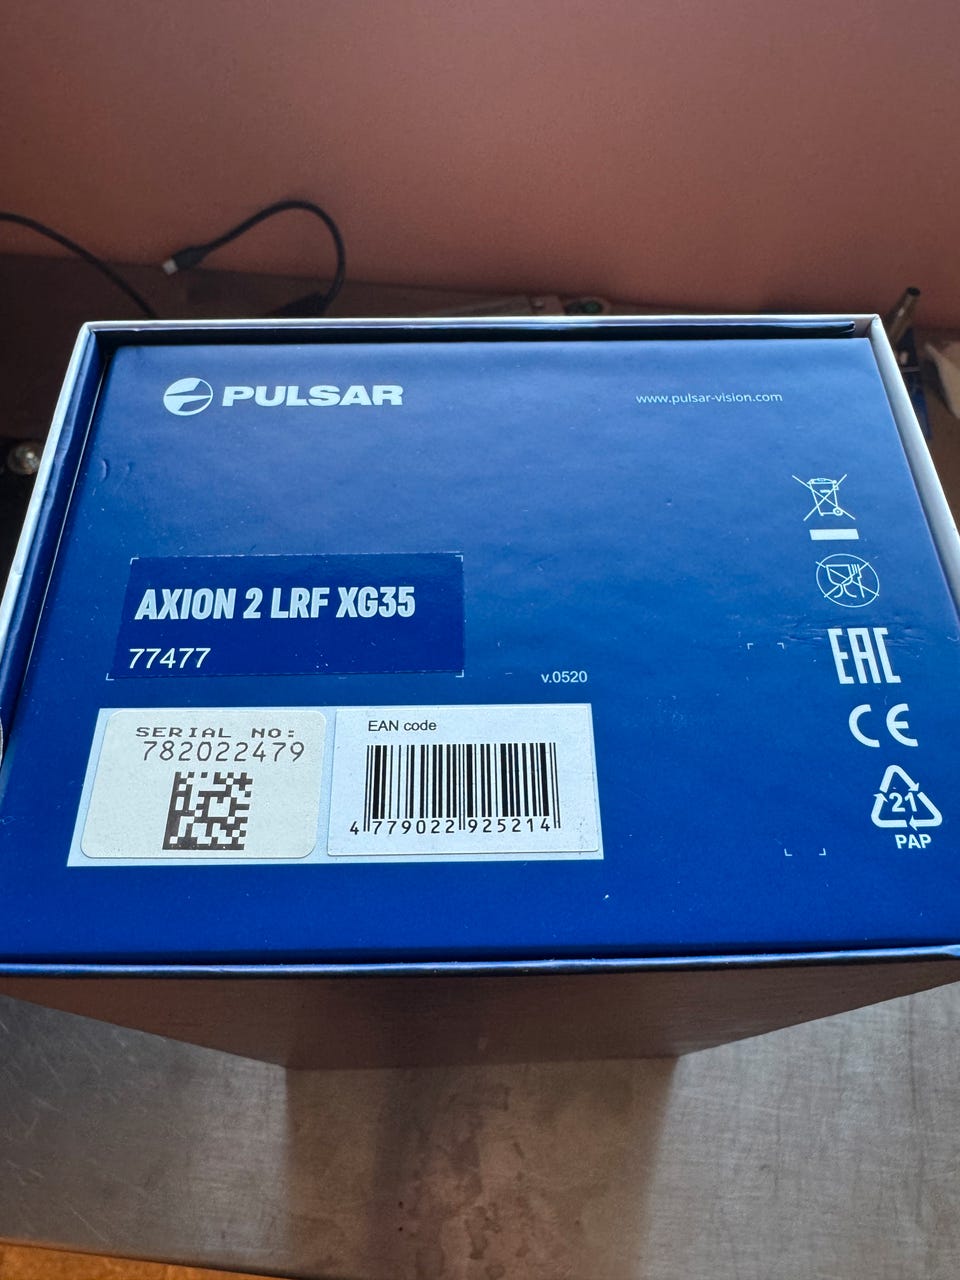 PULSAR
www.pulsar-vision.com
AXION 2 LRF XG35
77477
v.0520
SERIAL NO:
782022479
EAN code
4 779022 925214
EAC
CE
21
PAP